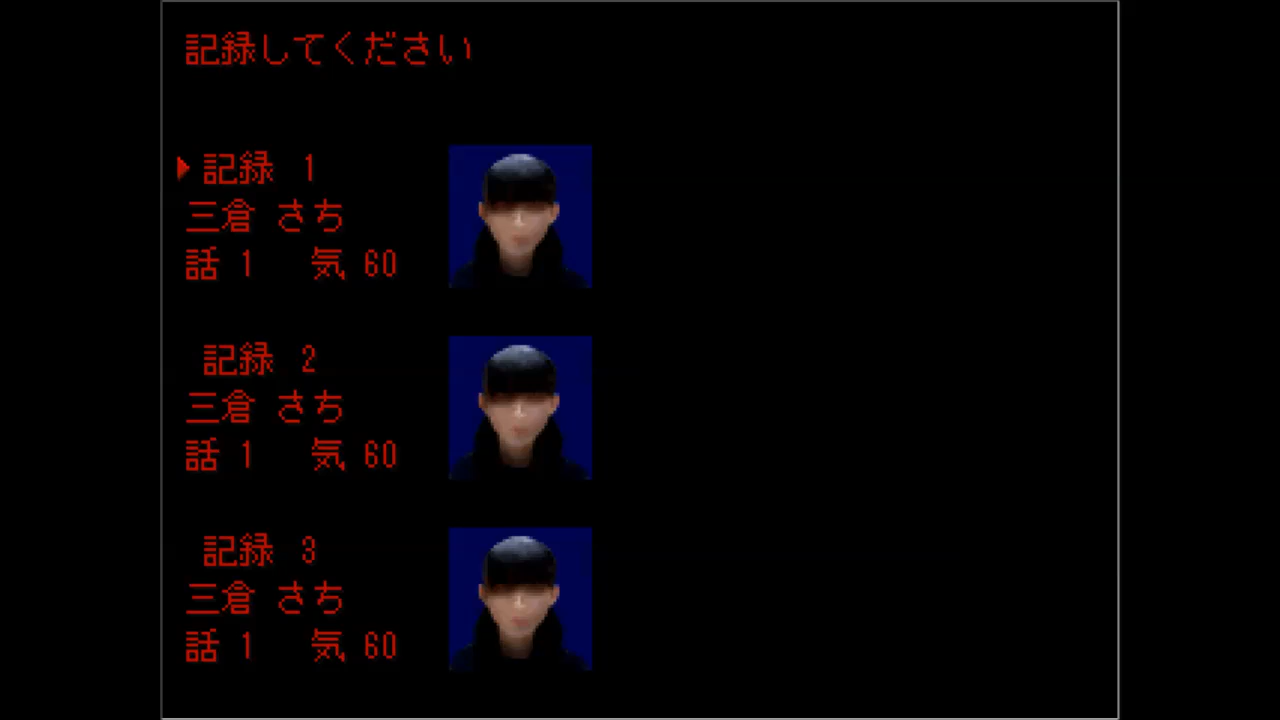 記録してください
記録 1
三倉 さち
話 1 気 60
記録 2
三倉 さち
話 1 気 60
記録 3
三倉 さち
話 1 気 60